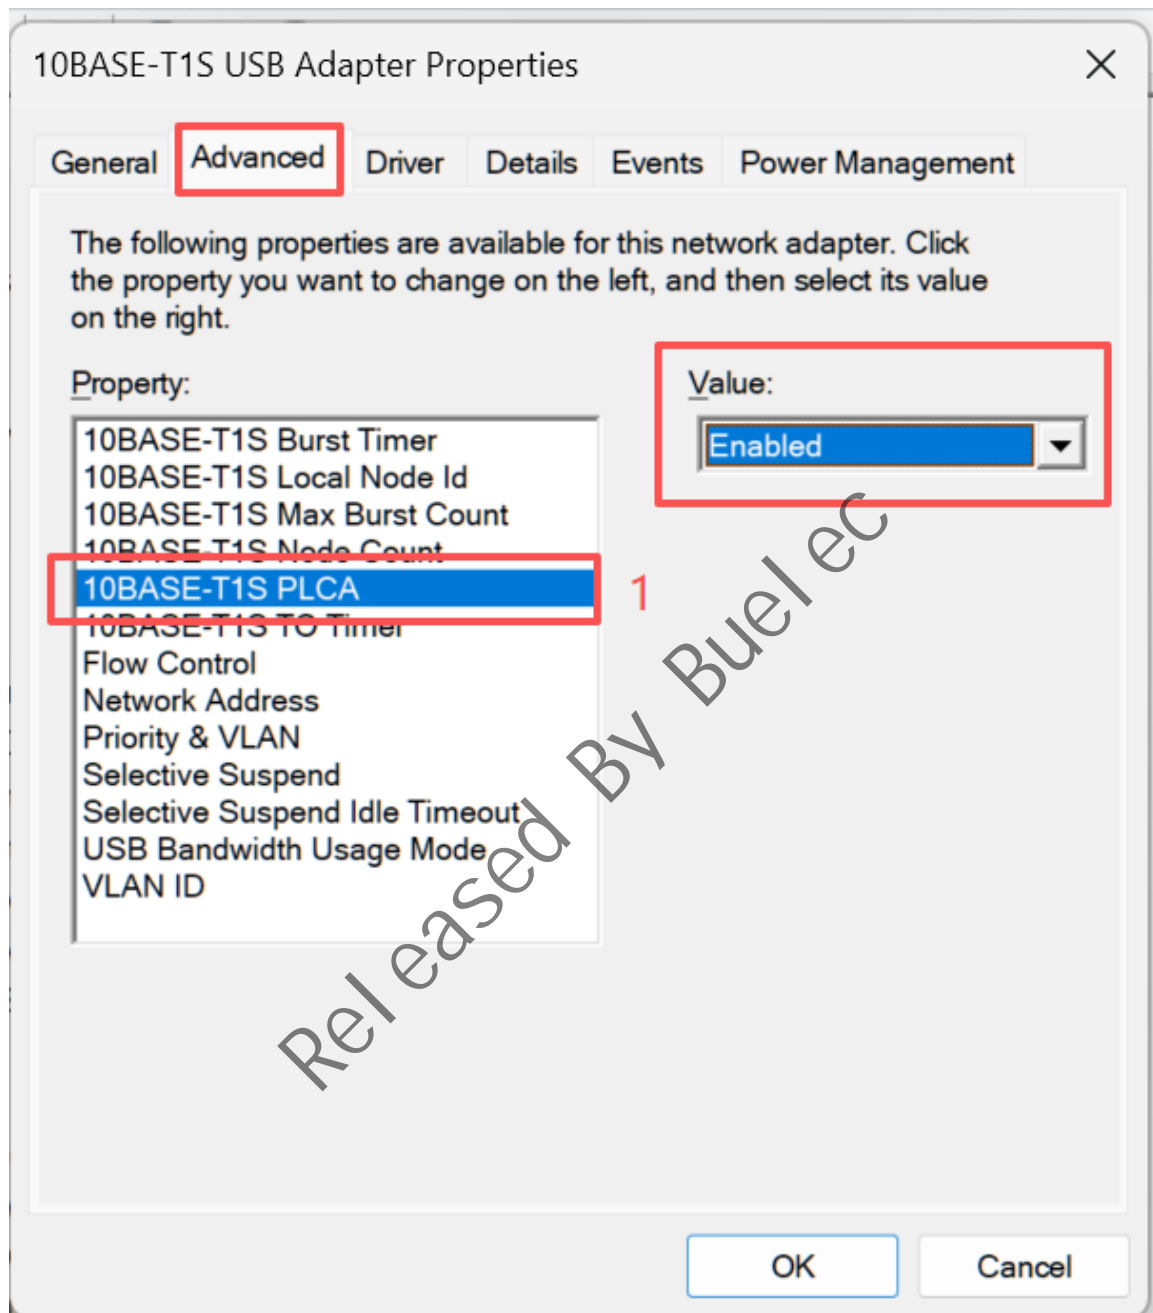 10BASE-T1S USB Adapter Properties
General Advanced Driver Details Events Power Management
The following properties are available for this network adapter. Click
the property you want to change on the left, and then select its value
on the right.
Property:
Value:
10BASE-T1S Burst Timer
Enabled
10BASE-T1S Local Node Id
10BASE-T1S Max Burst Count
10BASE-T1S Node Count
10BASE-T1S PLCA
1
10BASE-T1S TO Timer
Flow Control
Network Address
Priority & VLAN
Selective Suspend
Selective Suspend Idle Timeout
USB Bandwidth Usage Mode
VLAN ID
Released By Buelec
OK Cancel